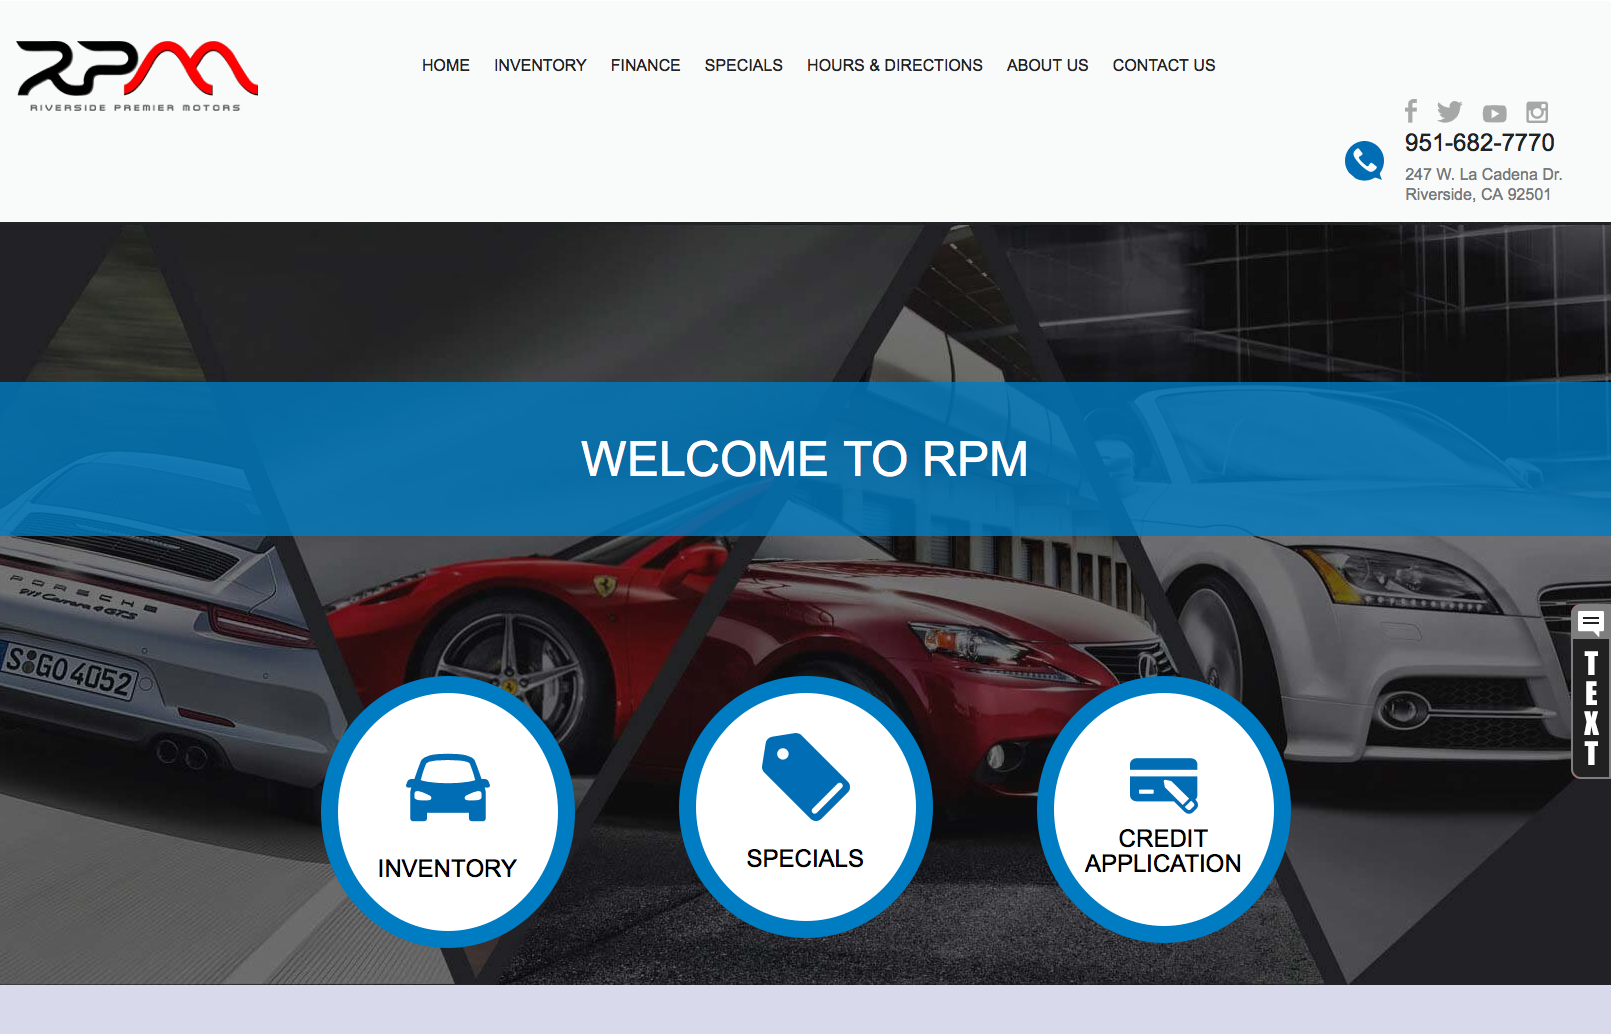 RPM
RIVERSIDE PREMIER MOTORS
HOME INVENTORY FINANCE SPECIALS HOURS & DIRECTIONS ABOUT US CONTACT US
951-682-7770
247 W. La Cadena Dr.
Riverside, CA 92501
WELCOME TO RPM
PORSCHE
911 Carrera 4 GTS
S GO 4052
TEXT
INVENTORY
SPECIALS
CREDIT
APPLICATION